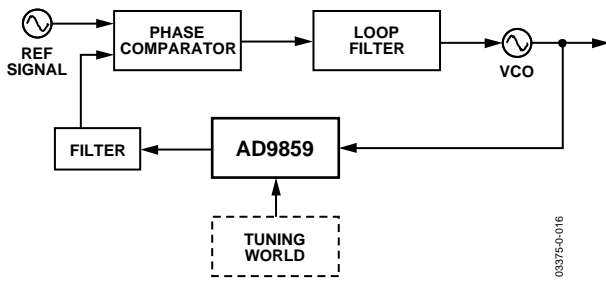 REF
SIGNAL
PHASE
COMPARATOR
LOOP
FILTER
VCO
FILTER
AD9859
TUNING
WORLD
03375-0-016